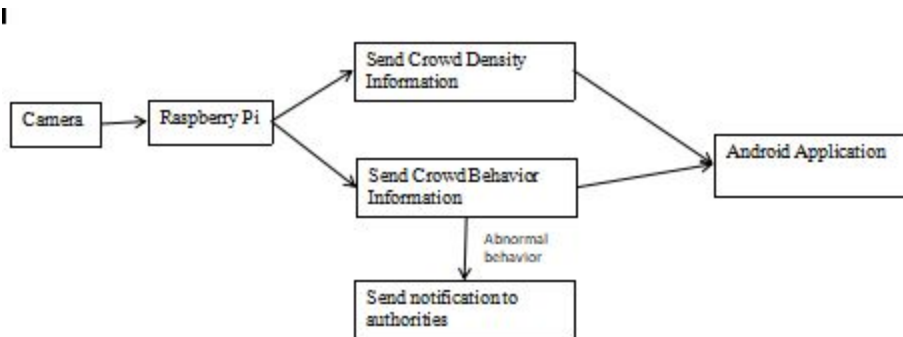 Send Crowd Density
Information
Camera
Raspberry Pi
Android Application
Send Crowd Behavior
Information
Abnormal
behavior
Send notification to
authorities